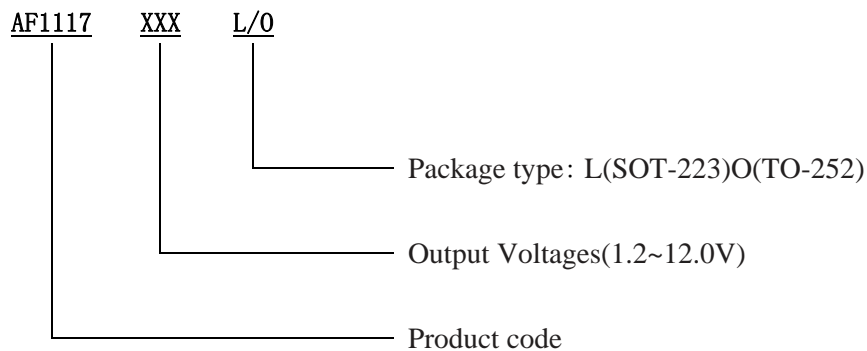 AF1117 XXX L/O
Package type: L(SOT-223)O(TO-252)
Output Voltages(1.2~12.0V)
Product code